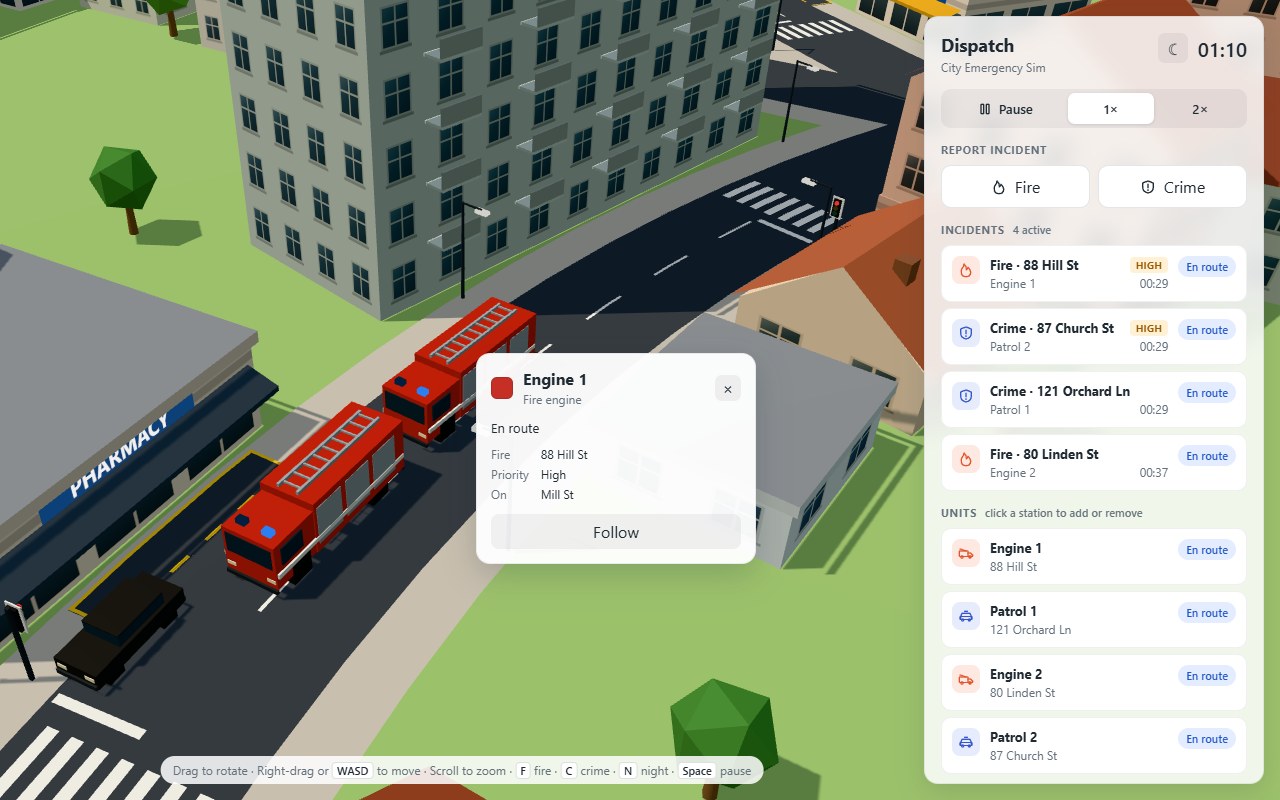 PHARMACY
Engine 1
Fire engine
×
En route
Fire 88 Hill St
Priority High
On Mill St
Follow
Drag to rotate · Right-drag or WASD to move · Scroll to zoom · F fire · C crime · N night · Space pause
Dispatch
City Emergency Sim
01:10
Pause 1× 2×
REPORT INCIDENT
Fire Crime
INCIDENTS 4 active
Fire · 88 Hill St HIGH En route
Engine 1 00:29
Crime · 87 Church St HIGH En route
Patrol 2 00:29
Crime · 121 Orchard Ln En route
Patrol 1 00:29
Fire · 80 Linden St En route
Engine 2 00:37
UNITS click a station to add or remove
Engine 1 En route
88 Hill St
Patrol 1 En route
121 Orchard Ln
Engine 2 En route
80 Linden St
Patrol 2 En route
87 Church St